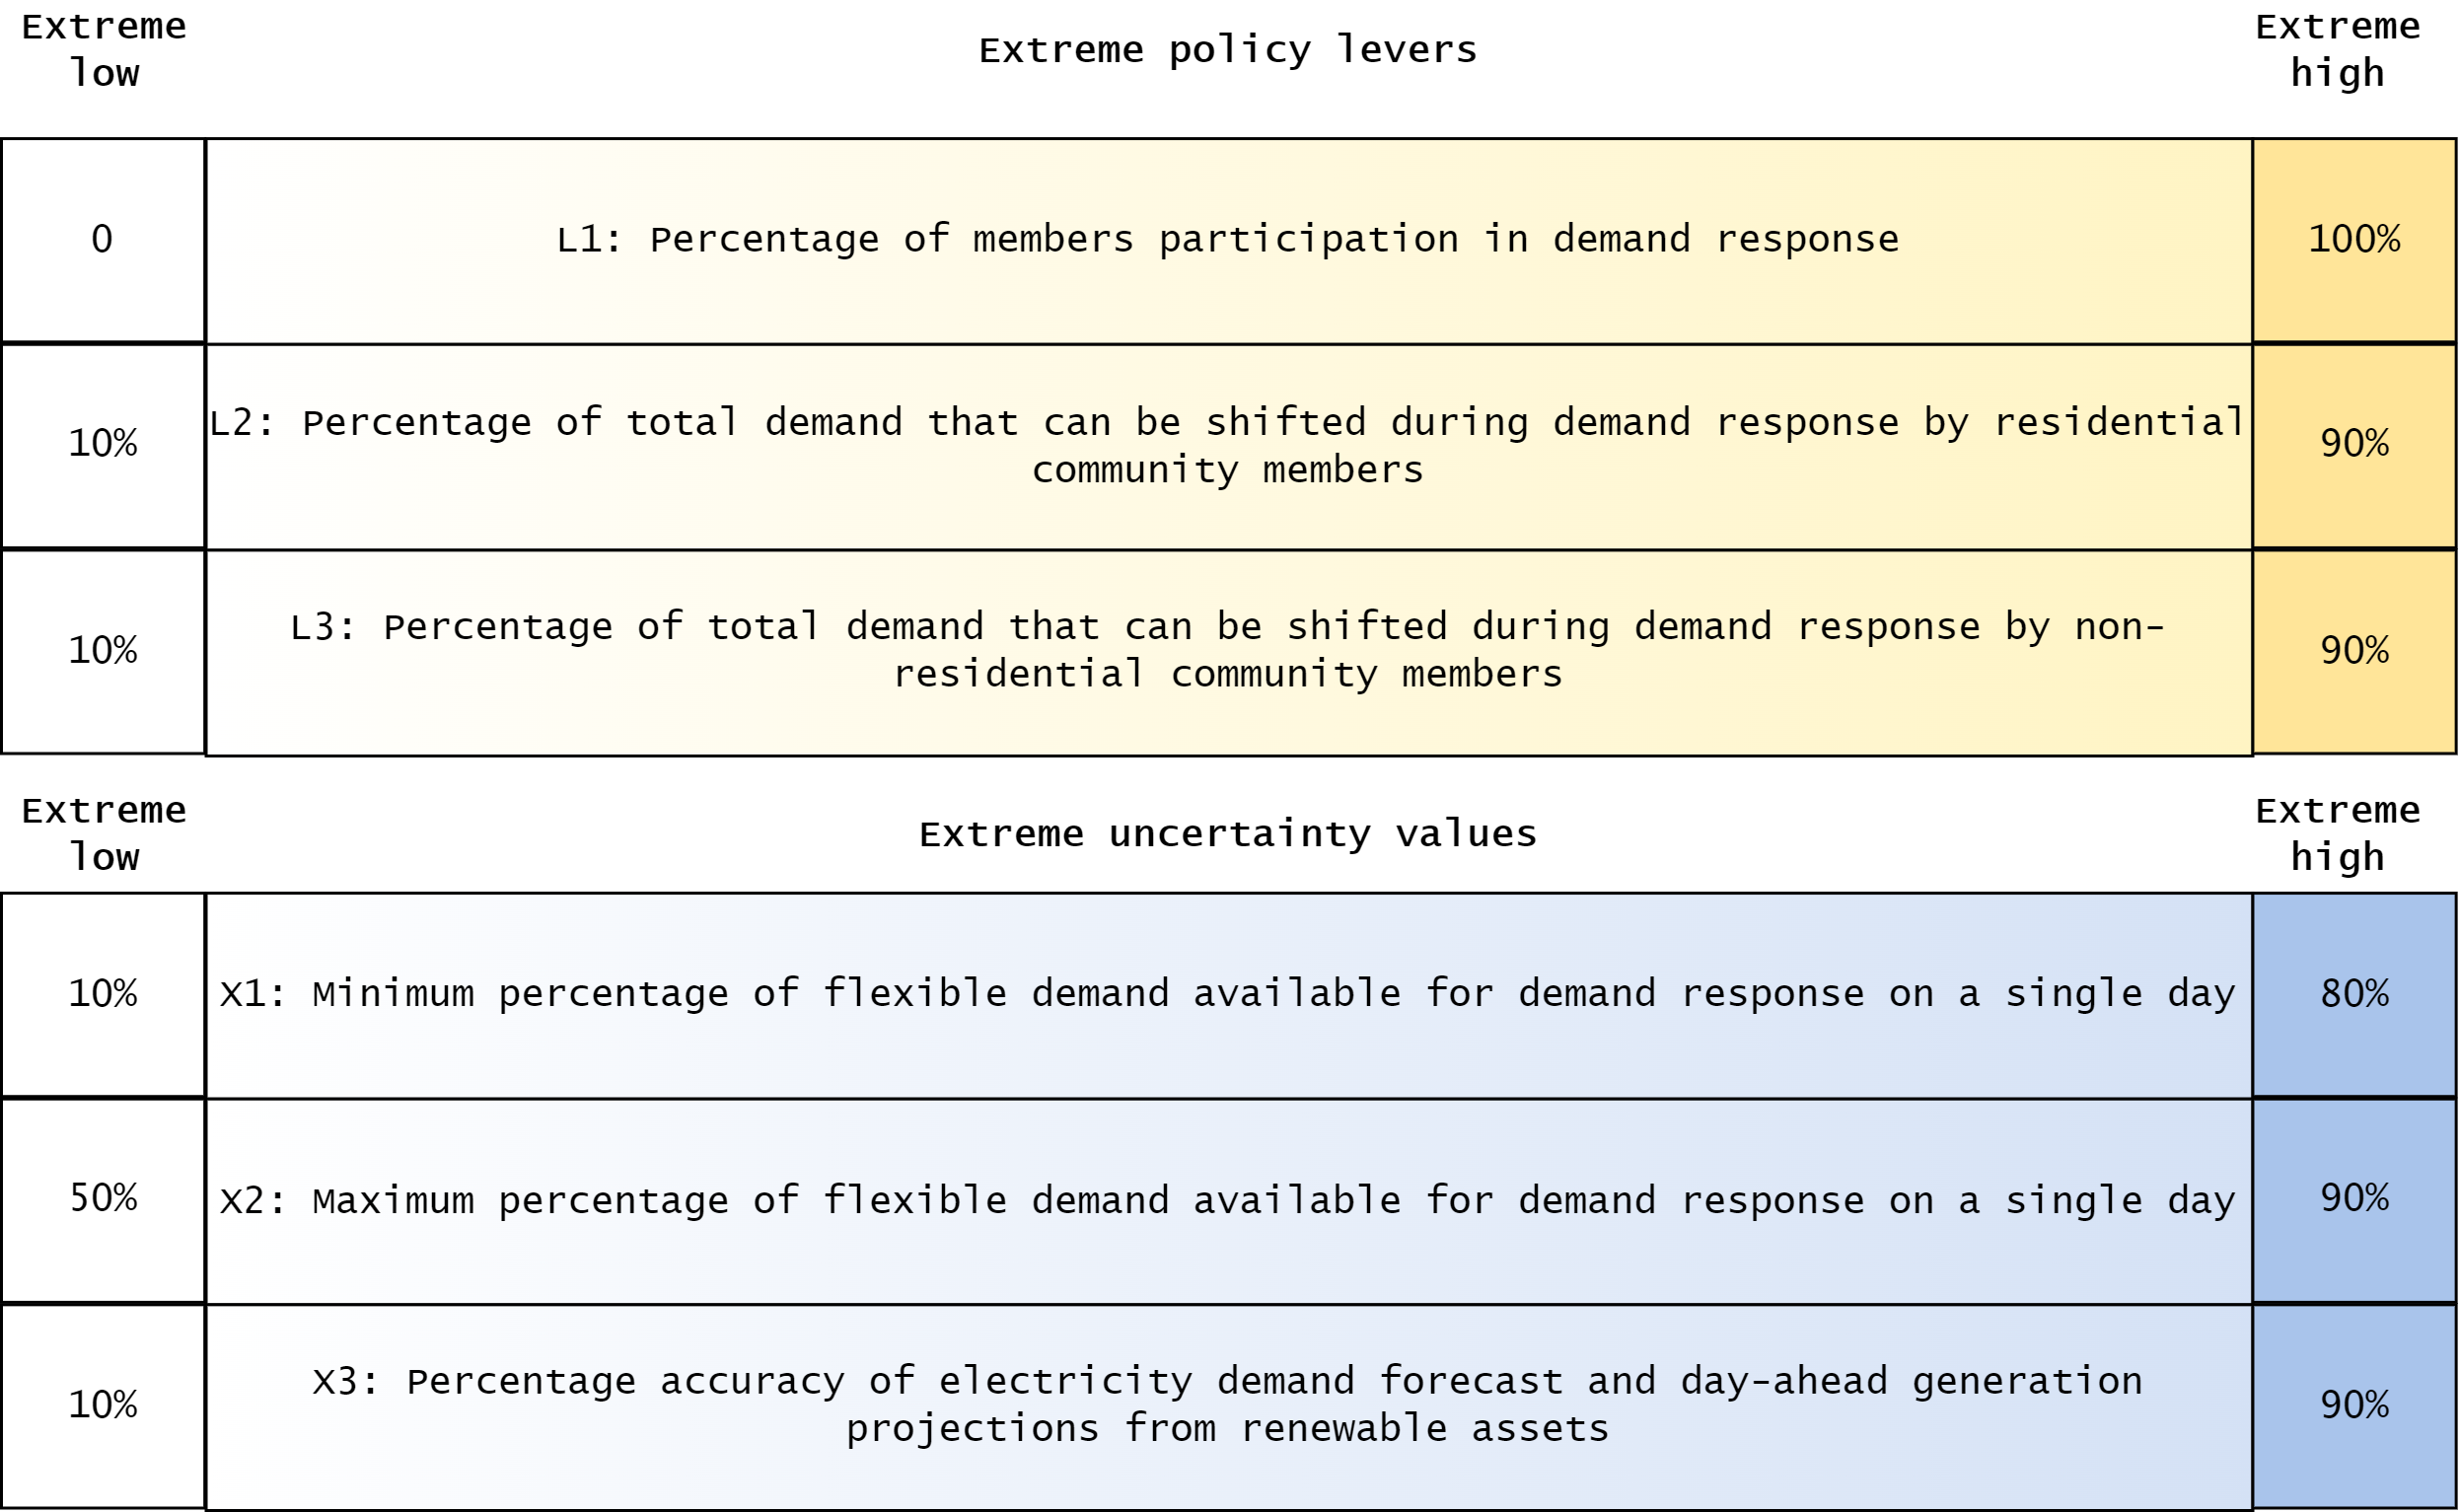 Extreme
low
Extreme policy levers
Extreme
high
0
L1: Percentage of members participation in demand response
100%
10%
L2: Percentage of total demand that can be shifted during demand response by residential
community members
90%
10%
L3: Percentage of total demand that can be shifted during demand response by non-
residential community members
90%
Extreme
low
Extreme uncertainty values
Extreme
high
10%
X1: Minimum percentage of flexible demand available for demand response on a single day
80%
50%
X2: Maximum percentage of flexible demand available for demand response on a single day
90%
10%
X3: Percentage accuracy of electricity demand forecast and day-ahead generation
projections from renewable assets
90%